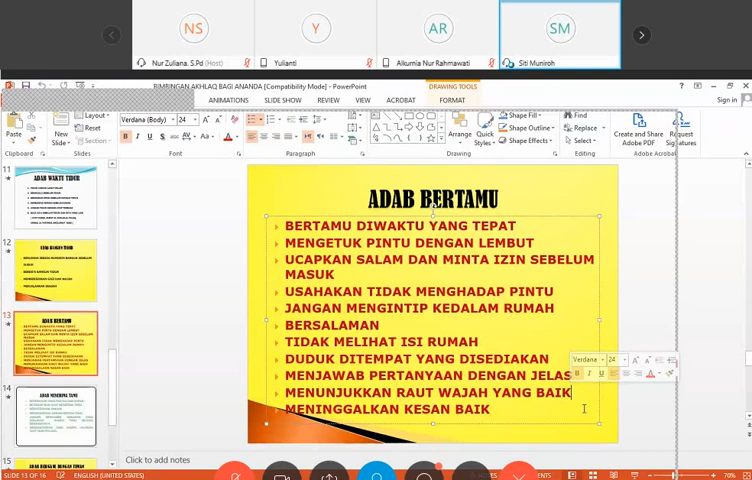 NS
Y
AR
SM
Nur Zuliana. S.Pd (Host)
Yulianti
Alkurnia Nur Rahmawati
Siti Muniroh
BIMBINGAN AKHLAQ BAGI ANANDA [Compatibility Mode] - PowerPoint
DRAWING TOOLS
ANIMATIONS
SLIDE SHOW
REVIEW
VIEW
ACROBAT
FORMAT
Sign in
Paste
New
Slide
Layout
Reset
Section
Verdana (Body)
24
Arrange
Quick
Styles
Shape Fill
Shape Outline
Shape Effects
Find
Replace
Select
Create and Share
Adobe PDF
Request
Signatures
Clipboard
Slides
Font
Paragraph
Drawing
Editing
Adobe Acrobat
11
ADAB WAKTU TIDUR
12
13
ADAB BERTAMU
14
15
ADAB BERTAMU
BERTAMU DIWAKTU YANG TEPAT
MENGETUK PINTU DENGAN LEMBUT
UCAPKAN SALAM DAN MINTA IZIN SEBELUM
MASUK
USAHAKAN TIDAK MENGHADAP PINTU
JANGAN MENGINTIP KEDALAM RUMAH
BERSALAMAN
TIDAK MELIHAT ISI RUMAH
DUDUK DITEMPAT YANG DISEDIAKAN
MENJAWAB PERTANYAAN DENGAN JELAS
MENUNJUKKAN RAUT WAJAH YANG BAIK
MENINGGALKAN KESAN BAIK
Verdana
24
Click to add notes
SLIDE 13 OF 16
ENGLISH (UNITED STATES)
70%